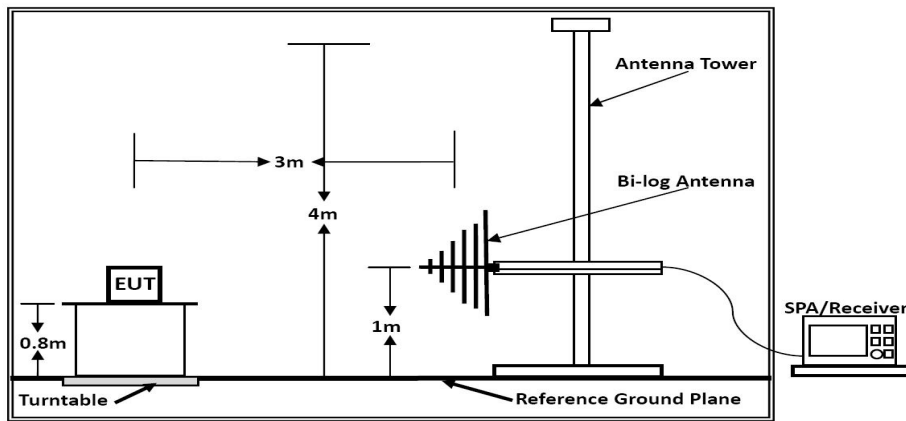 Antenna Tower
3m
Bi-log Antenna
4m
EUT
SPA/Receiver
0.8m
1m
Turntable
Reference Ground Plane